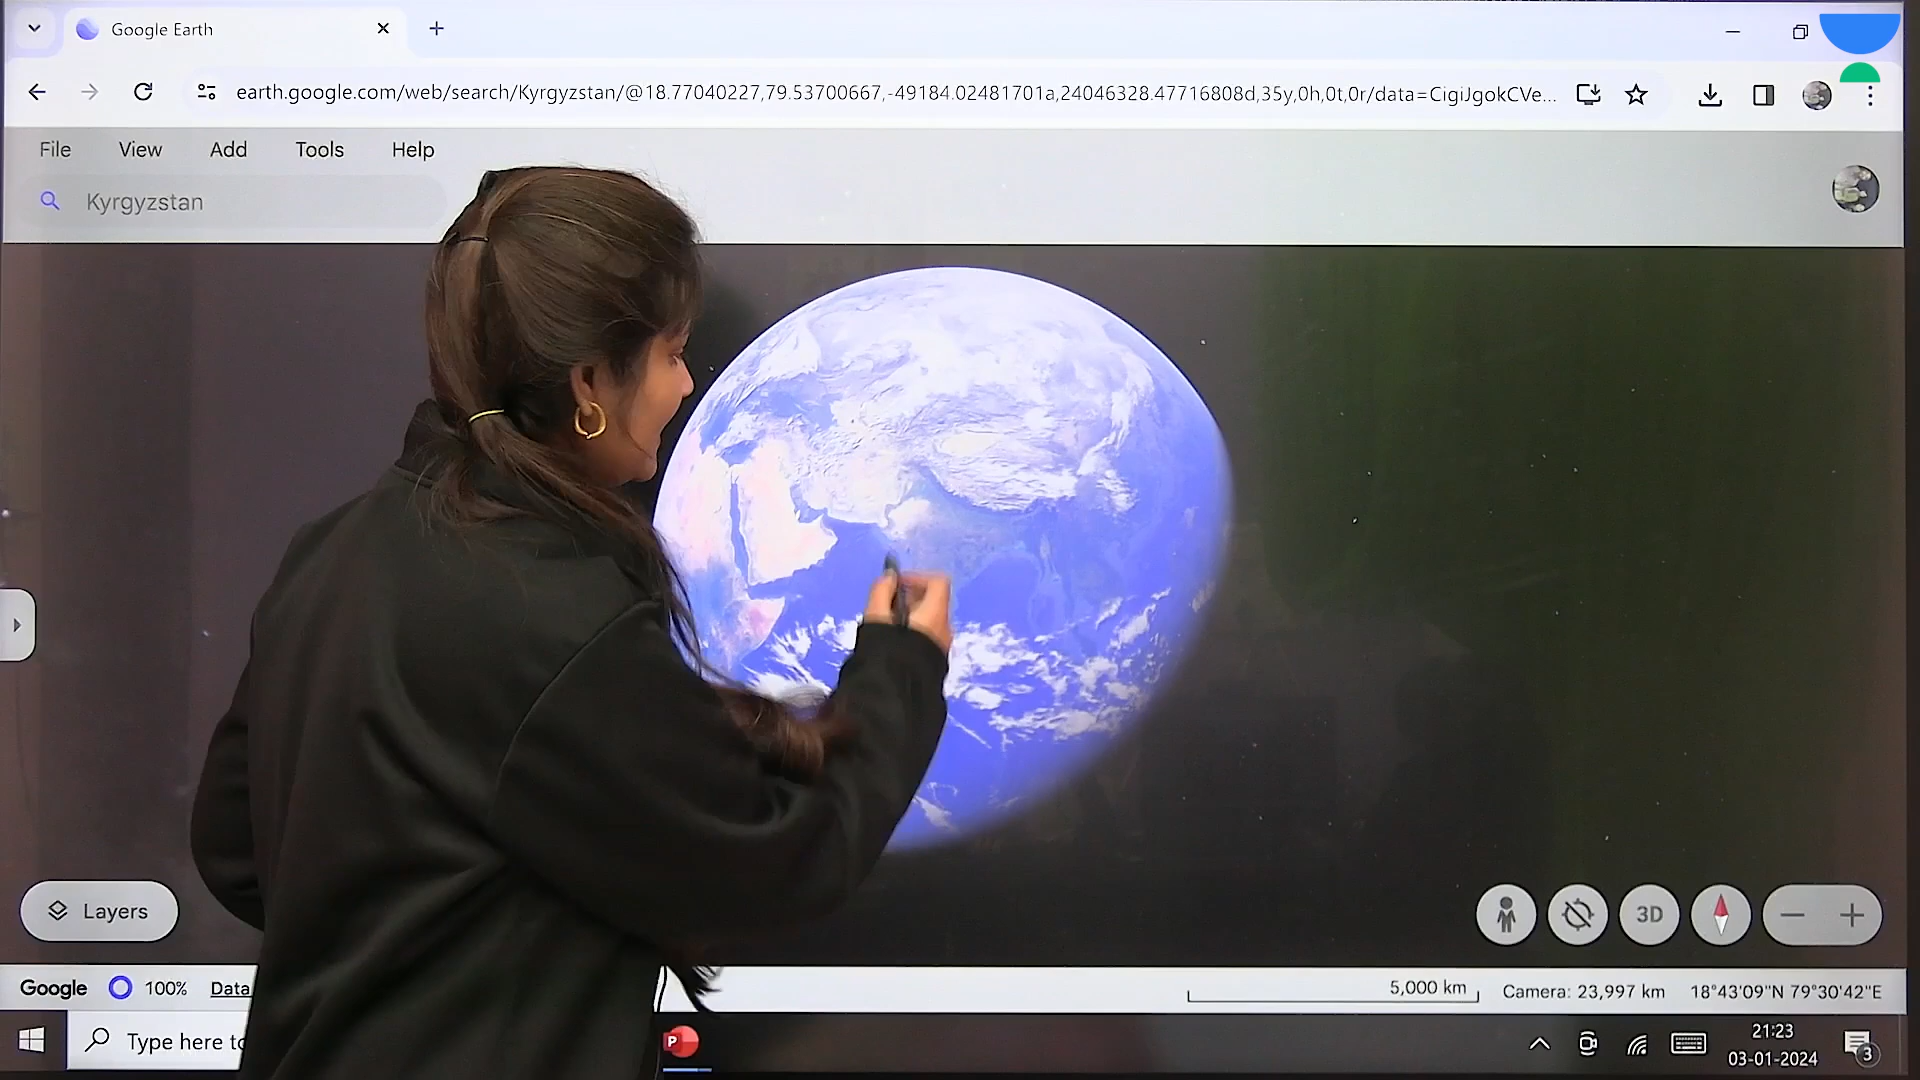 Google Earth
earth.google.com/web/search/Kyrgyzstan/@18.77040227,79.53700667,-49184.02481701a,24046328.47716808d,35y,0h,0t,0r/data=CigiJgokCVe...
File View Add Tools Help
Kyrgyzstan
Layers
3D
Google 100% Data
5,000 km Camera: 23,997 km 18°43'09"N 79°30'42"E
Type here to
P
21:23
03-01-2024
3